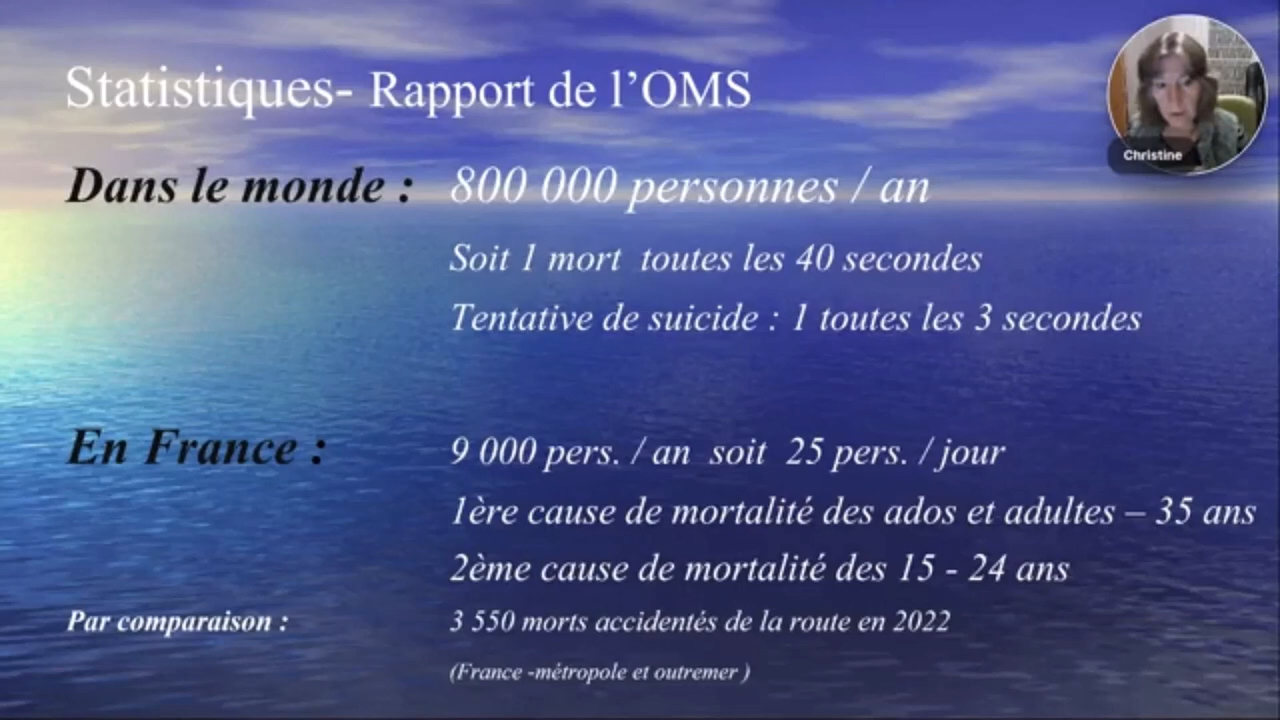 Statistiques- Rapport de l’OMS
Christine
Dans le monde : 800 000 personnes / an
Soit 1 mort toutes les 40 secondes
Tentative de suicide : 1 toutes les 3 secondes
En France : 9 000 pers. / an soit 25 pers. / jour
1ère cause de mortalité des ados et adultes – 35 ans
2ème cause de mortalité des 15 - 24 ans
Par comparaison : 3 550 morts accidentés de la route en 2022
(France -métropole et outremer )